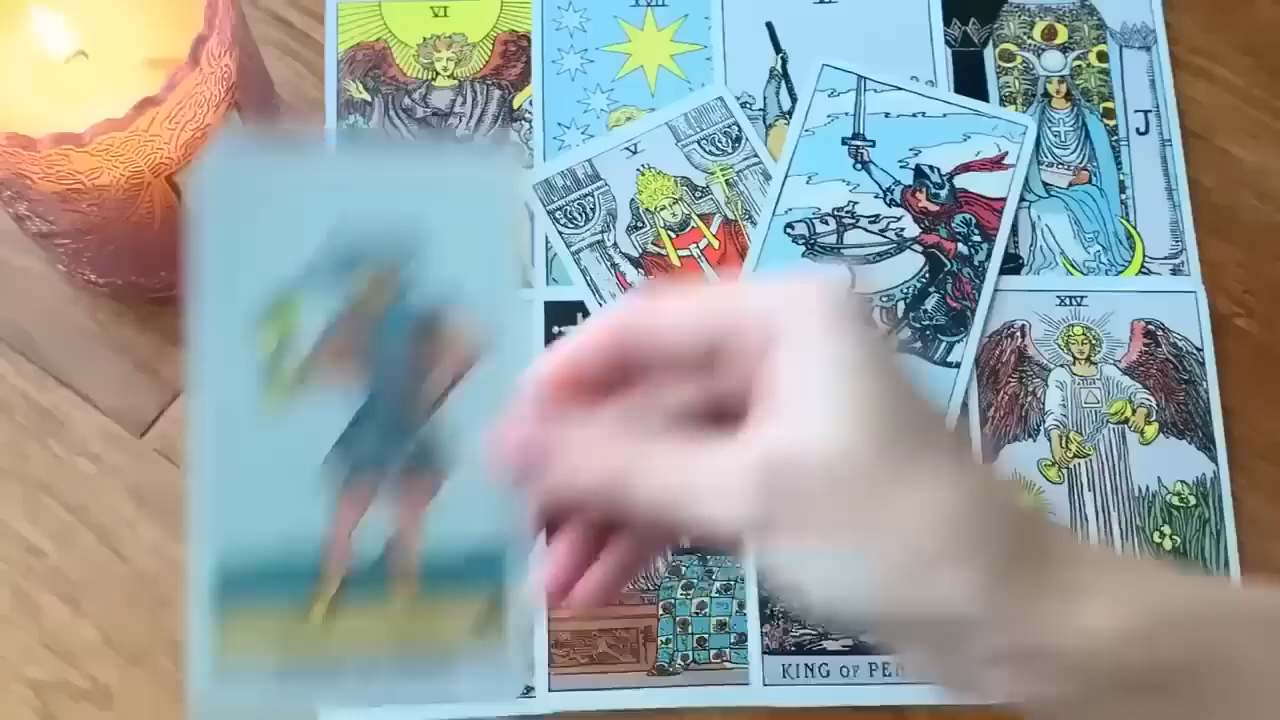 VI
XVII
V
J
XIV
KING OF PEN